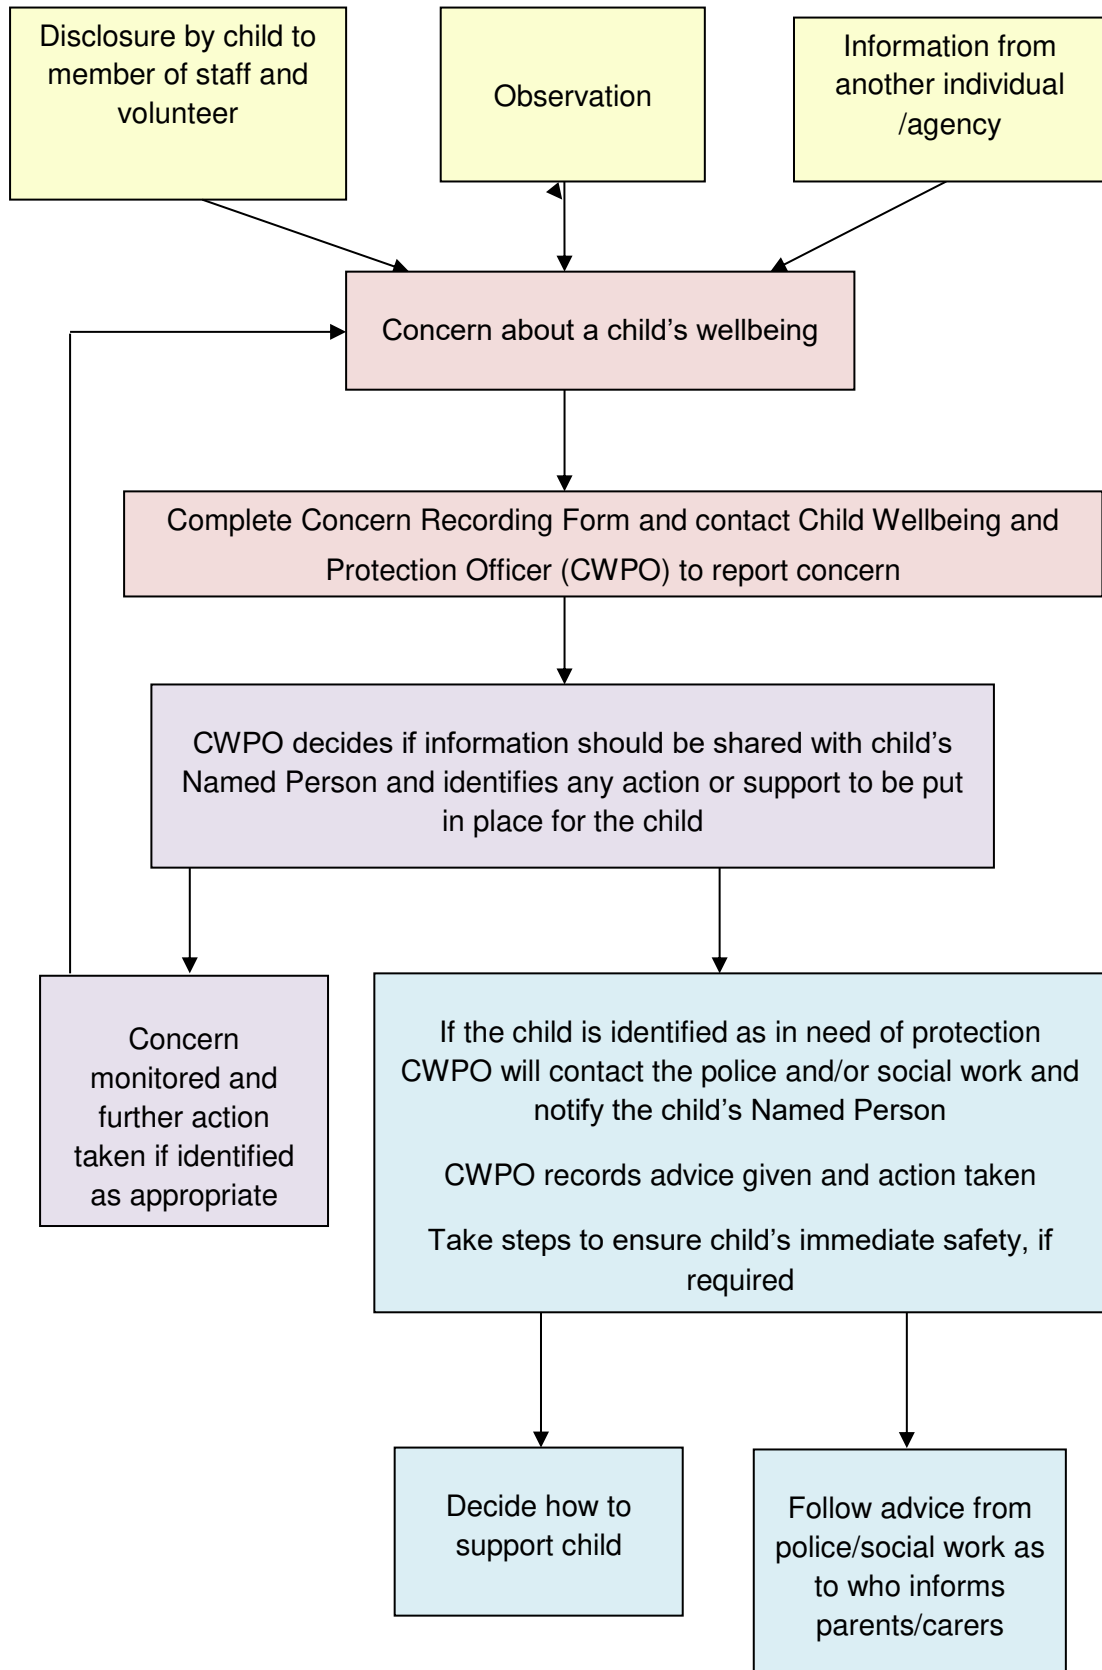 Disclosure by child to
member of staff and
volunteer
Observation
Information from
another individual
/agency
Concern about a child’s wellbeing
Complete Concern Recording Form and contact Child Wellbeing and
Protection Officer (CWPO) to report concern
CWPO decides if information should be shared with child’s
Named Person and identifies any action or support to be put
in place for the child
Concern
monitored and
further action
taken if identified
as appropriate
If the child is identified as in need of protection
CWPO will contact the police and/or social work and
notify the child’s Named Person
CWPO records advice given and action taken
Take steps to ensure child’s immediate safety, if
required
Decide how to
support child
Follow advice from
police/social work as
to who informs
parents/carers